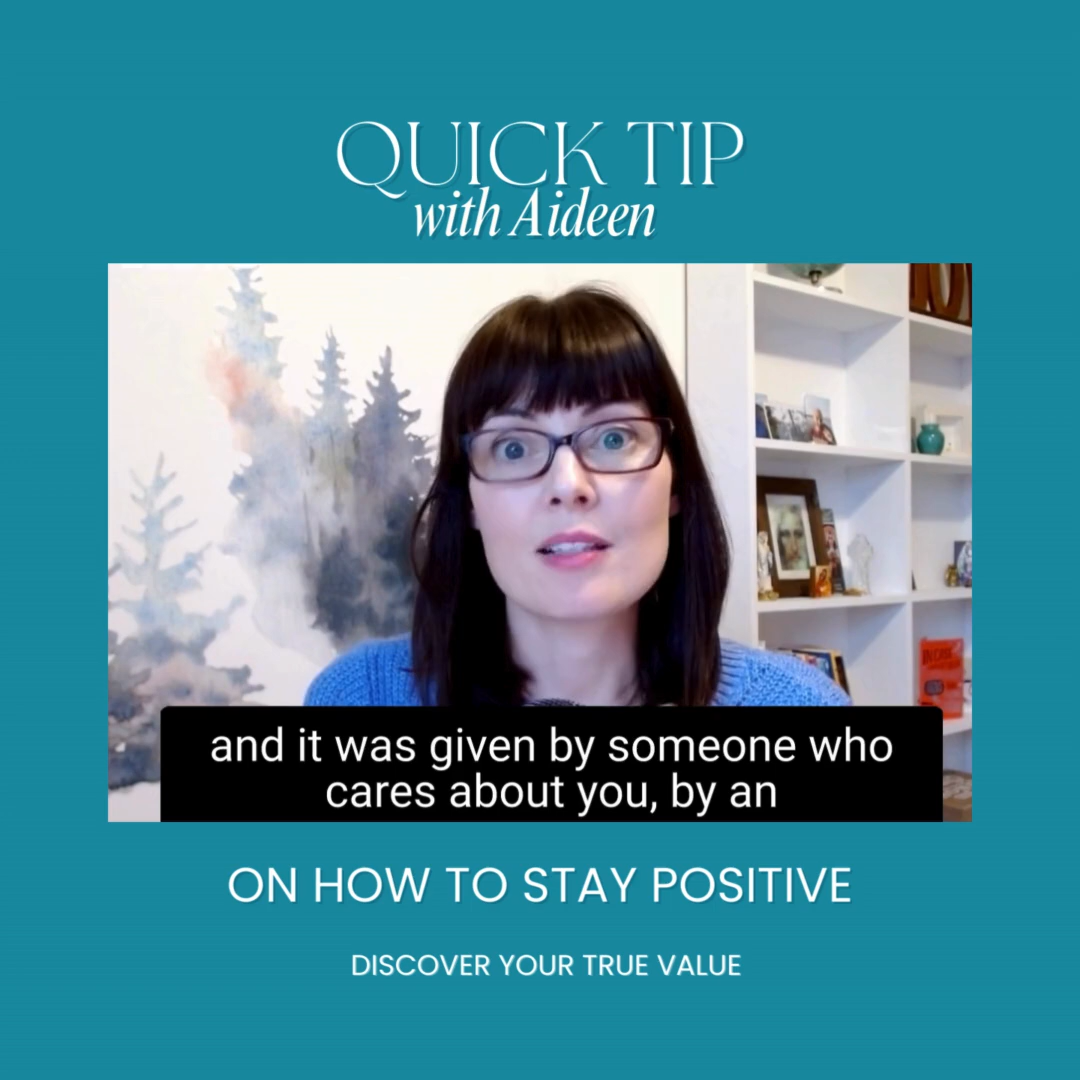 QUICK TIP
with Aideen
and it was given by someone who
cares about you, by an
ON HOW TO STAY POSITIVE
DISCOVER YOUR TRUE VALUE